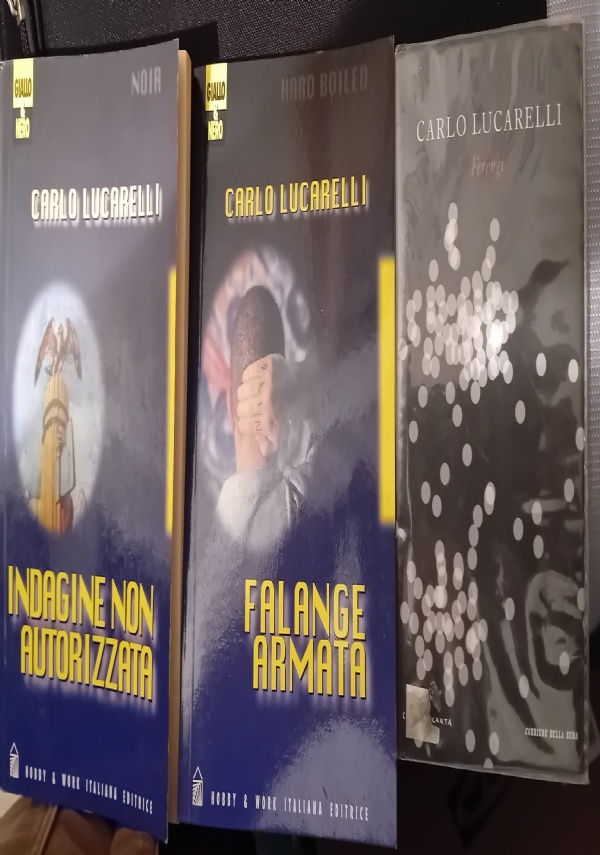 GIALLO
&
NERO
NOIR
CARLO LUCARELLI
INDAGINE NON
AUTORIZZATA
HOBBY & WORK ITALIANA EDITRICE
GIALLO
&
NERO
HARD BOILED
CARLO LUCARELLI
FALANGE
ARMATA
HOBBY & WORK ITALIANA EDITRICE
CARLO LUCARELLI
Ferengi
CARTA
CORRIERE DELLA SERA